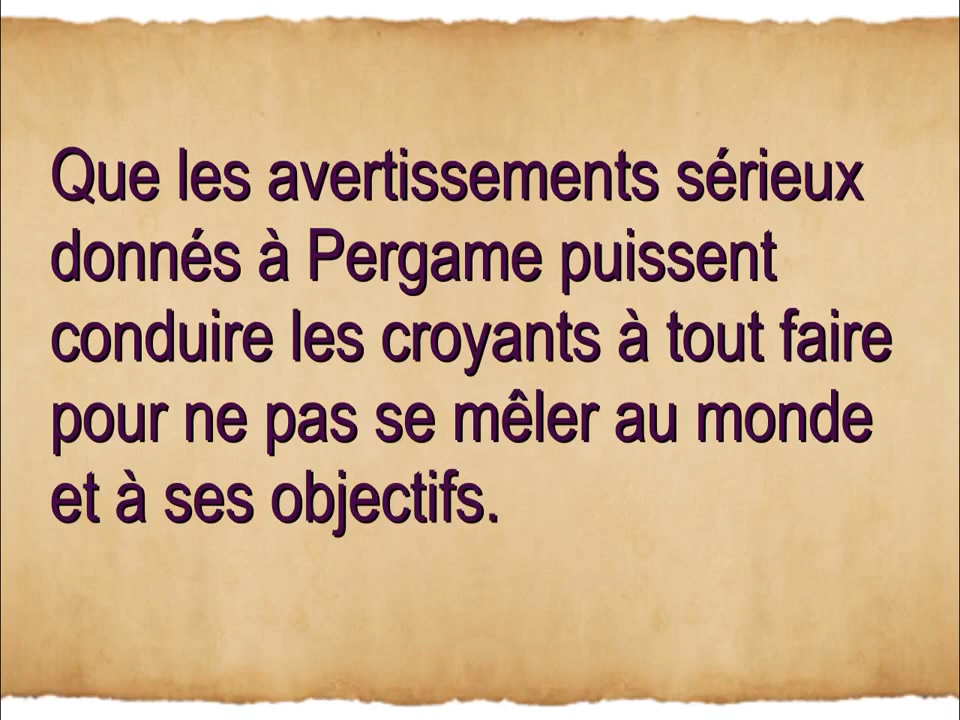 Que les avertissements sérieux
donnés à Pergame puissent
conduire les croyants à tout faire
pour ne pas se mêler au monde
et à ses objectifs.